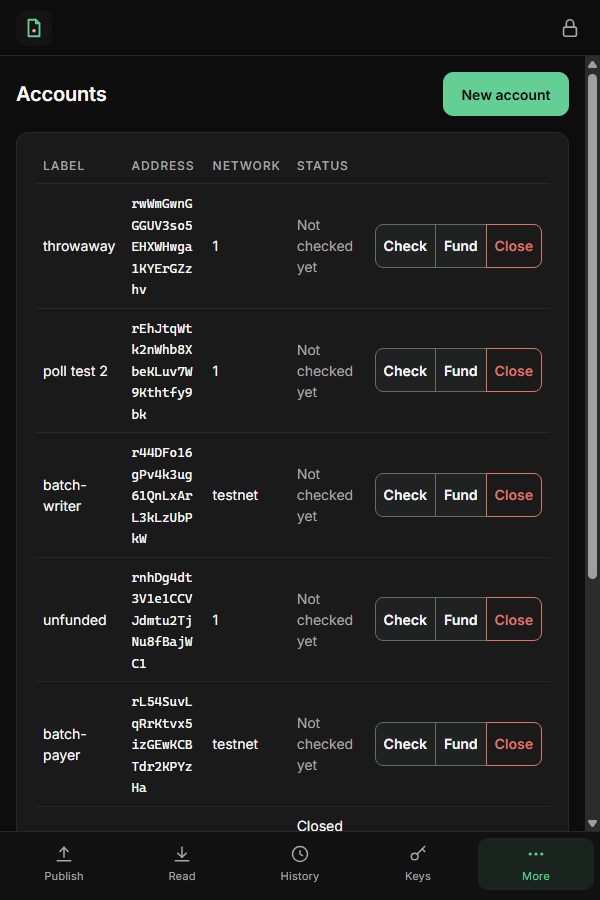 Accounts
New account
LABEL ADDRESS NETWORK STATUS
throwaway
rwWmGwnG
GGUV3so5
EHXWHwga
1KYErGZz
hv
1
Not
checked
yet
Check Fund Close
poll test 2
rEhJtqWt
k2nWhb8X
beKLuv7W
9Kthtfy9
bk
1
Not
checked
yet
Check Fund Close
batch-
writer
r44DFo16
gPv4k3ug
61QnLxAr
L3kLzUbP
kW
testnet
Not
checked
yet
Check Fund Close
unfunded
rnhDg4dt
3V1e1CCV
Jdmtu2Tj
Nu8fBajW
C1
1
Not
checked
yet
Check Fund Close
batch-
payer
rL54SuvL
qRrKtvx5
izGEwKCB
Tdr2KPYz
Ha
testnet
Not
checked
yet
Check Fund Close
Closed
Publish Read History Keys More